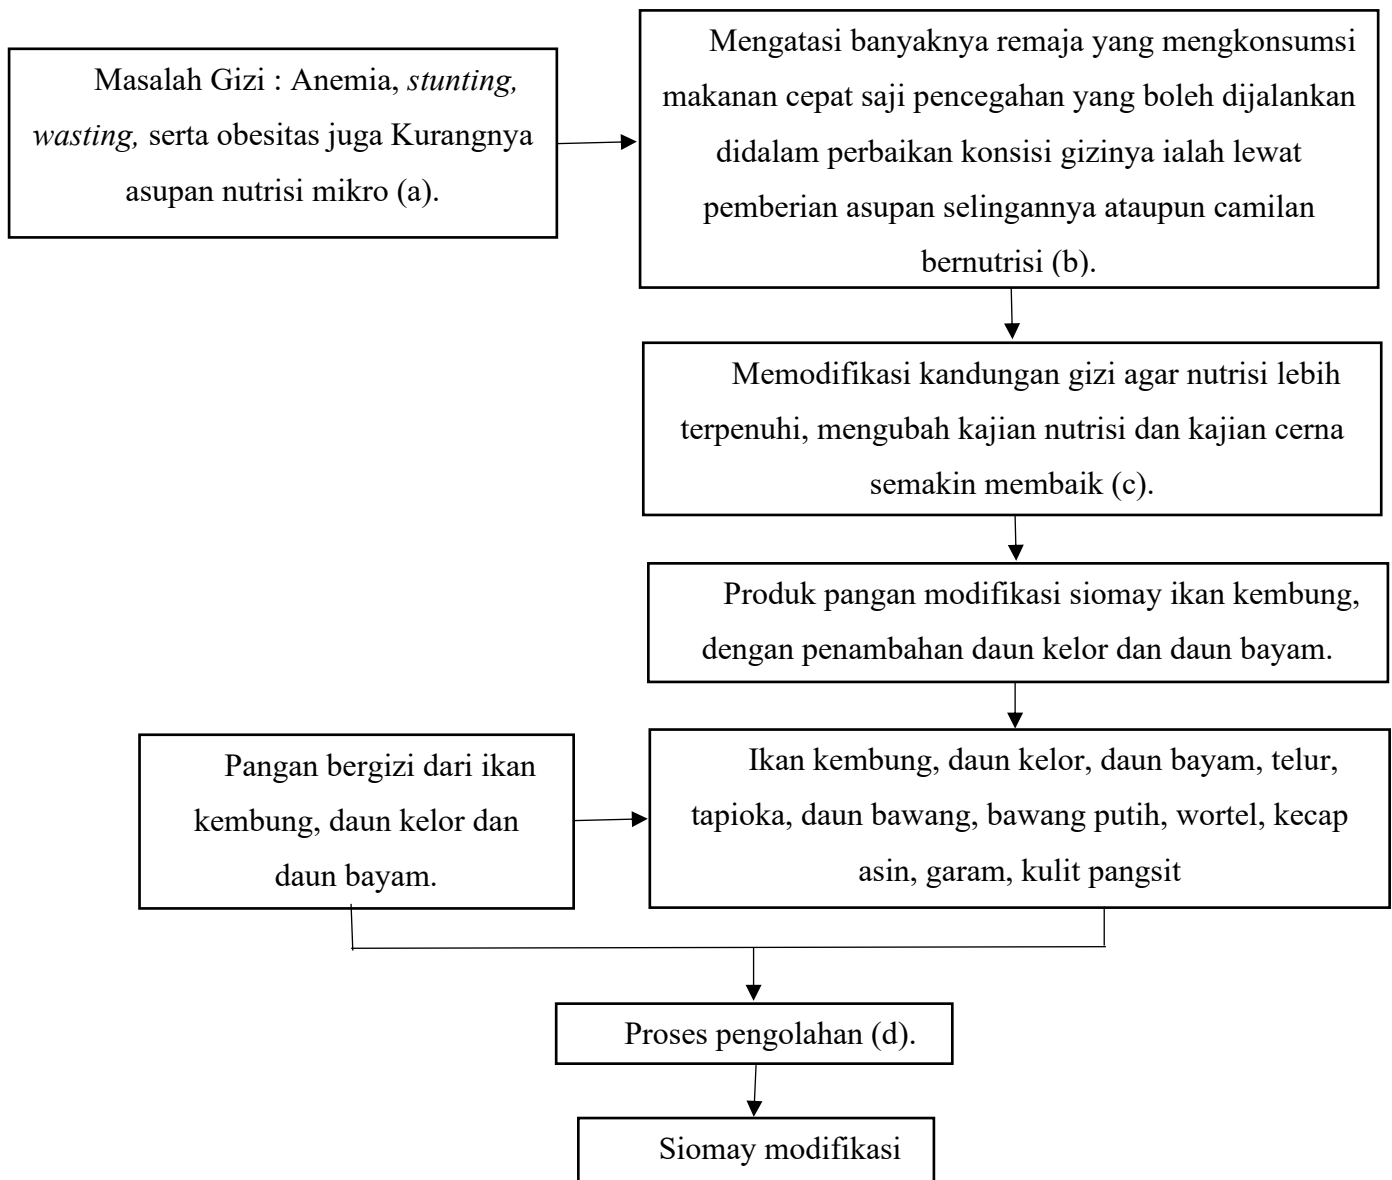 Masalah Gizi : Anemia, stunting,
wasting, serta obesitas juga Kurangnya
asupan nutrisi mikro (a).
Mengatasi banyaknya remaja yang mengkonsumsi
makanan cepat saji pencegahan yang boleh dijalankan
didalam perbaikan konsisi gizinya ialah lewat
pemberian asupan selingannya ataupun camilan
bernutrisi (b).
Memodifikasi kandungan gizi agar nutrisi lebih
terpenuhi, mengubah kajian nutrisi dan kajian cerna
semakin membaik (c).
Produk pangan modifikasi siomay ikan kembung,
dengan penambahan daun kelor dan daun bayam.
Pangan bergizi dari ikan
kembung, daun kelor dan
daun bayam.
Ikan kembung, daun kelor, daun bayam, telur,
tapioka, daun bawang, bawang putih, wortel, kecap
asin, garam, kulit pangsit
Proses pengolahan (d).
Siomay modifikasi